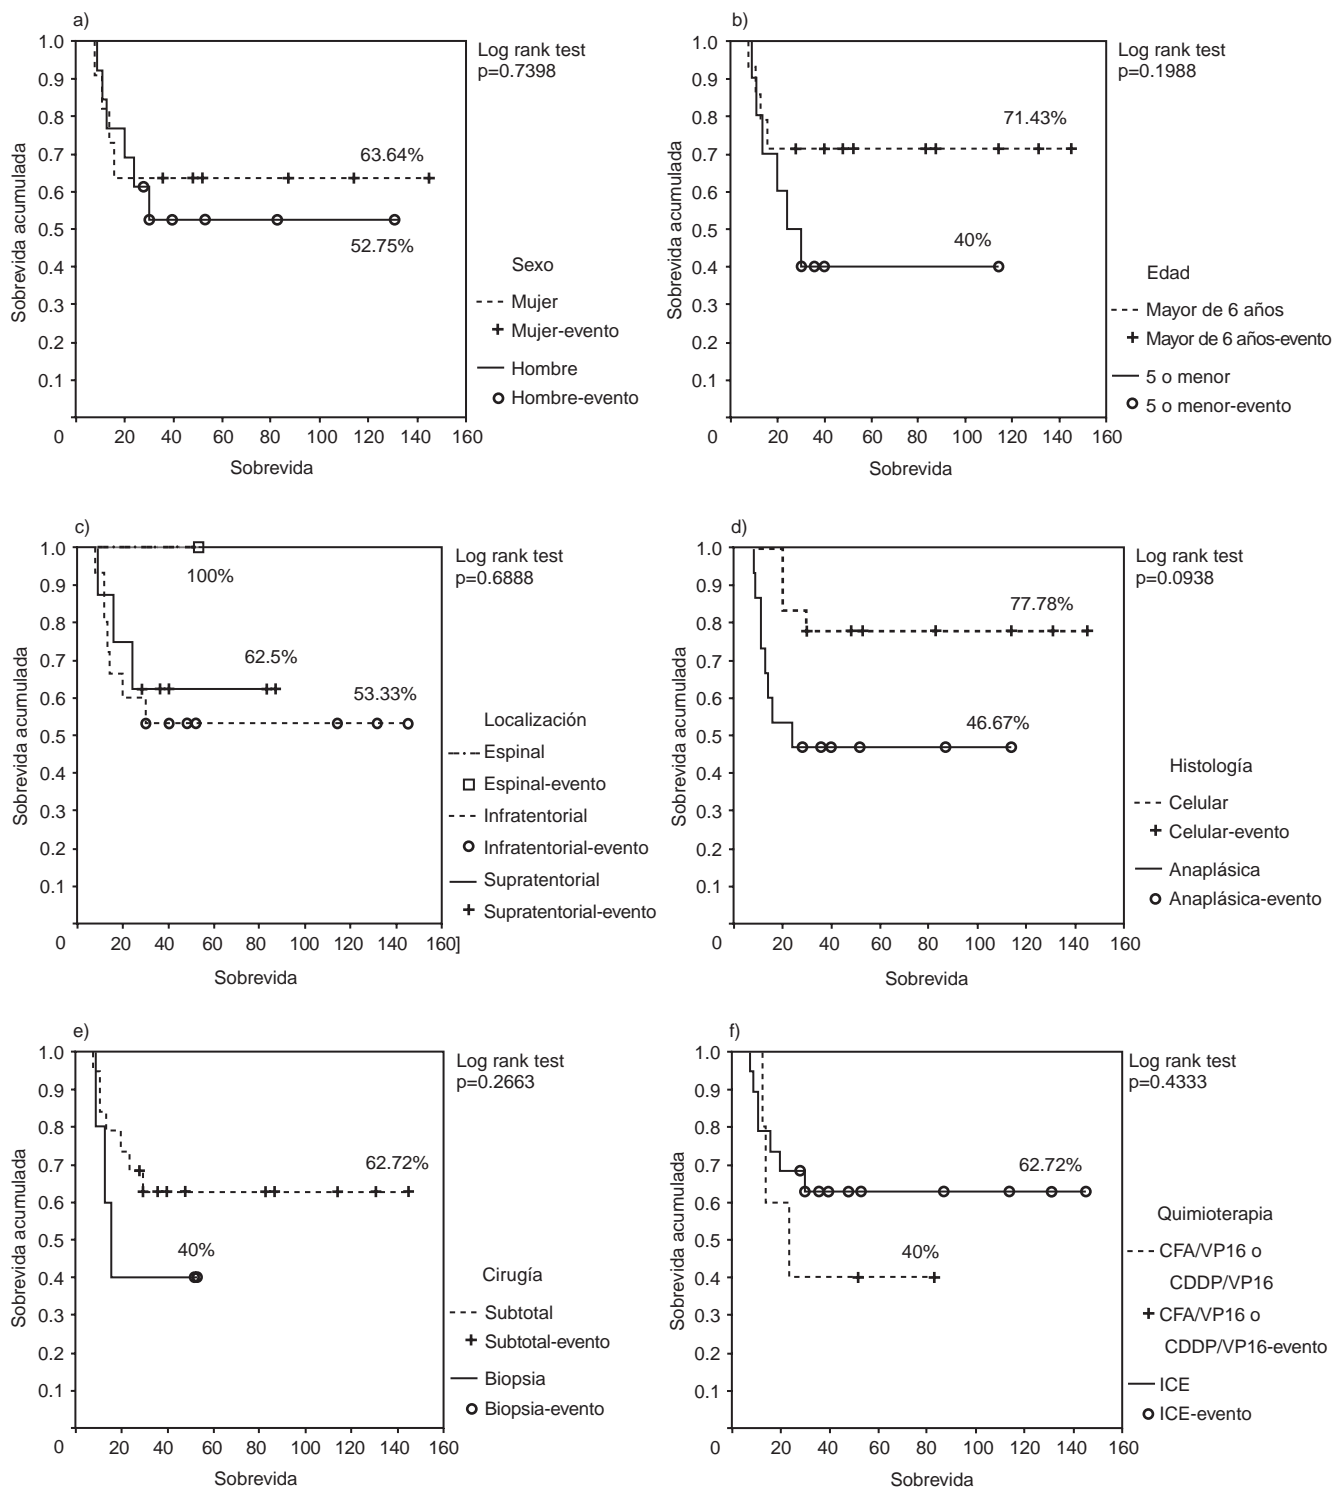 a)
1.0
0.9
0.8
0.7
0.6
0.5
0.4
0.3
0.2
0.1
0
20
40
60
80
100
120
140
160
Sobrevida acumulada
Sobrevida
63.64%
52.75%
Log rank test
p=0.7398
Sexo
Mujer
Mujer-evento
Hombre
Hombre-evento
b)
1.0
0.9
0.8
0.7
0.6
0.5
0.4
0.3
0.2
0.1
0
20
40
60
80
100
120
140
160
Sobrevida acumulada
Sobrevida
71.43%
40%
Log rank test
p=0.1988
Edad
Mayor de 6 años
Mayor de 6 años-evento
5 o menor
5 o menor-evento
c)
1.0
0.9
0.8
0.7
0.6
0.5
0.4
0.3
0.2
0.1
0
20
40
60
80
100
120
140
160]
Sobrevida acumulada
Sobrevida
100%
62.5%
53.33%
Log rank test
p=0.6888
Localización
Espinal
Espinal-evento
Infratentorial
Infratentorial-evento
Supratentorial
Supratentorial-evento
d)
1.0
0.9
0.8
0.7
0.6
0.5
0.4
0.3
0.2
0.1
0
20
40
60
80
100
120
140
160
Sobrevida acumulada
Sobrevida
77.78%
46.67%
Log rank test
p=0.0938
Histología
Celular
Celular-evento
Anaplásica
Anaplásica-evento
e)
1.0
0.9
0.8
0.7
0.6
0.5
0.4
0.3
0.2
0.1
0
20
40
60
80
100
120
140
160
Sobrevida acumulada
Sobrevida
62.72%
40%
Log rank test
p=0.2663
Cirugía
Subtotal
Subtotal-evento
Biopsia
Biopsia-evento
f)
1.0
0.9
0.8
0.7
0.6
0.5
0.4
0.3
0.2
0.1
0
20
40
60
80
100
120
140
160
Sobrevida acumulada
Sobrevida
62.72%
40%
Log rank test
p=0.4333
Quimioterapia
CFA/VP16 o
CDDP/VP16
CFA/VP16 o
CDDP/VP16-evento
ICE
ICE-evento